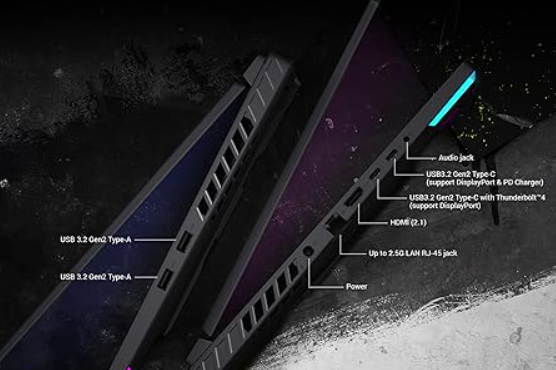 Audio jack
USB3.2 Gen2 Type-C
(support DisplayPort & PD Charger)
USB3.2 Gen2 Type-C with Thunderbolt™4
(support DisplayPort)
HDMI (2.1)
USB 3.2 Gen2 Type-A
Up to 2.5G LAN RJ-45 jack
USB 3.2 Gen2 Type-A
Power